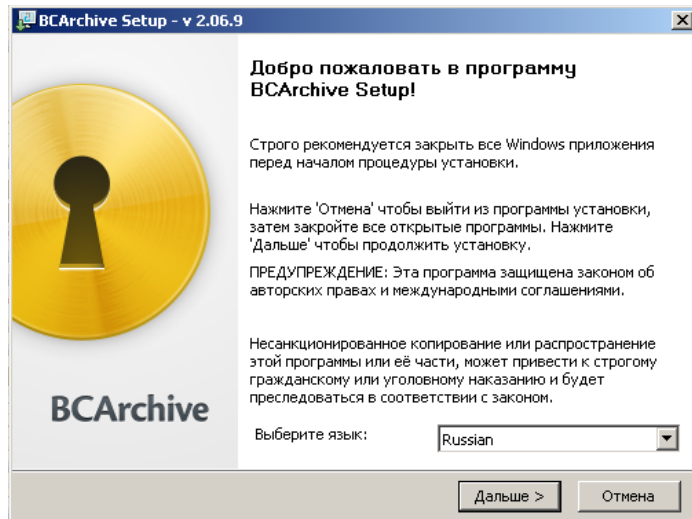 BCArchive Setup - v 2.06.9
Добро пожаловать в программу
BCArchive Setup!
Строго рекомендуется закрыть все Windows приложения
перед началом процедуры установки.
Нажмите 'Отмена' чтобы выйти из программы установки,
затем закройте все открытые программы. Нажмите
'Дальше' чтобы продолжить установку.
ПРЕДУПРЕЖДЕНИЕ: Эта программа защищена законом об
авторских правах и международными соглашениями.
Несанкционированное копирование или распространение
этой программы или её части, может привести к строгому
гражданскому или уголовному наказанию и будет
преследоваться в соответствии с законом.
BCArchive
Выберите язык: Russian
Дальше > Отмена